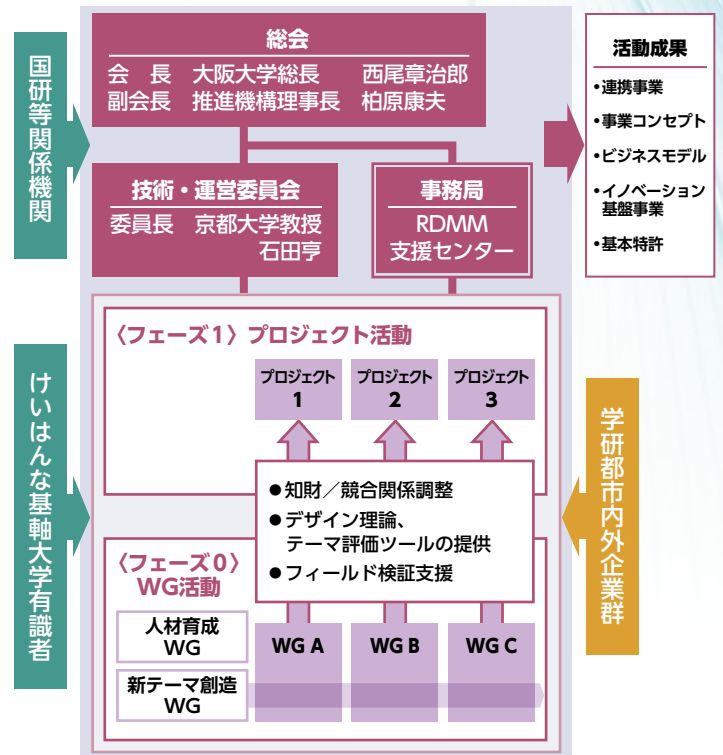 国研等関係機関
総会
会　長　大阪大学総長　　西尾章治郎
副会長　推進機構理事長　柏原康夫
活動成果
•連携事業
•事業コンセプト
•ビジネスモデル
•イノベーション
基盤事業
•基本特許
技術・運営委員会
委員長　京都大学教授
石田亨
事務局
RDMM
支援センター
けいはんな基軸大学有識者
〈フェーズ1〉プロジェクト活動
プロジェクト
1
プロジェクト
2
プロジェクト
3
●知財／競合関係調整
●デザイン理論、
テーマ評価ツールの提供
●フィールド検証支援
学研都市内外企業群
〈フェーズ0〉
WG活動
人材育成
WG
新テーマ創造
WG
WG A
WG B
WG C